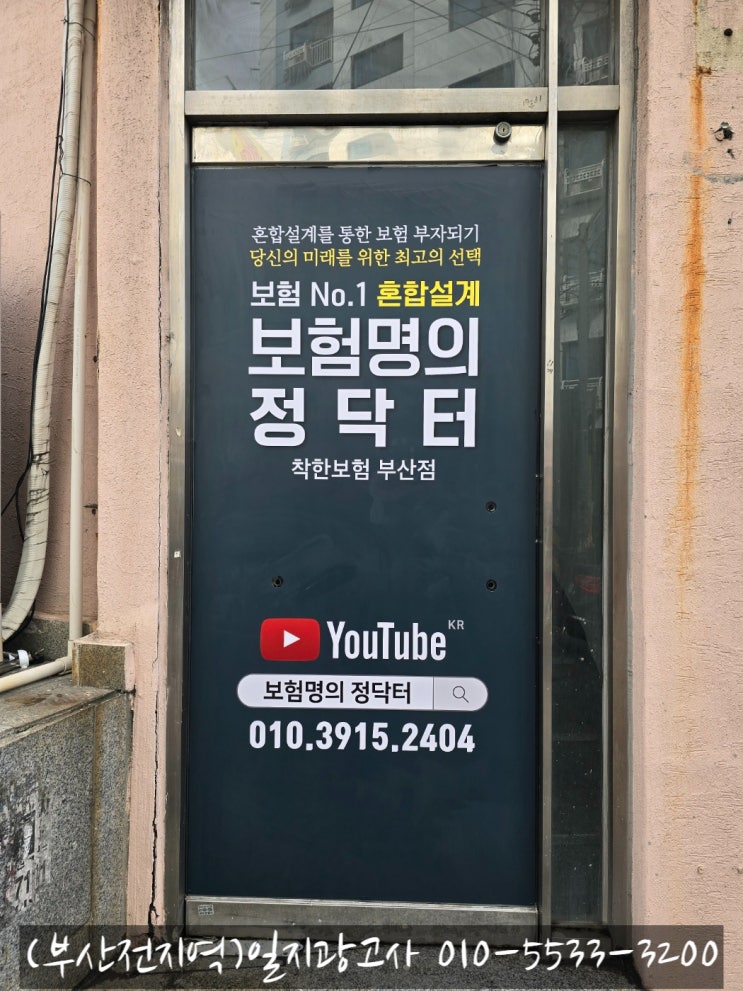 혼합설계를 통한 보험 부자되기
당신의 미래를 위한 최고의 선택
보험 No.1 혼합설계
보험명의
정닥터
착한보험 부산점
YouTube KR
보험명의 정닥터
010.3915.2404
(부산전지역)일지광고사 010-5533-3200